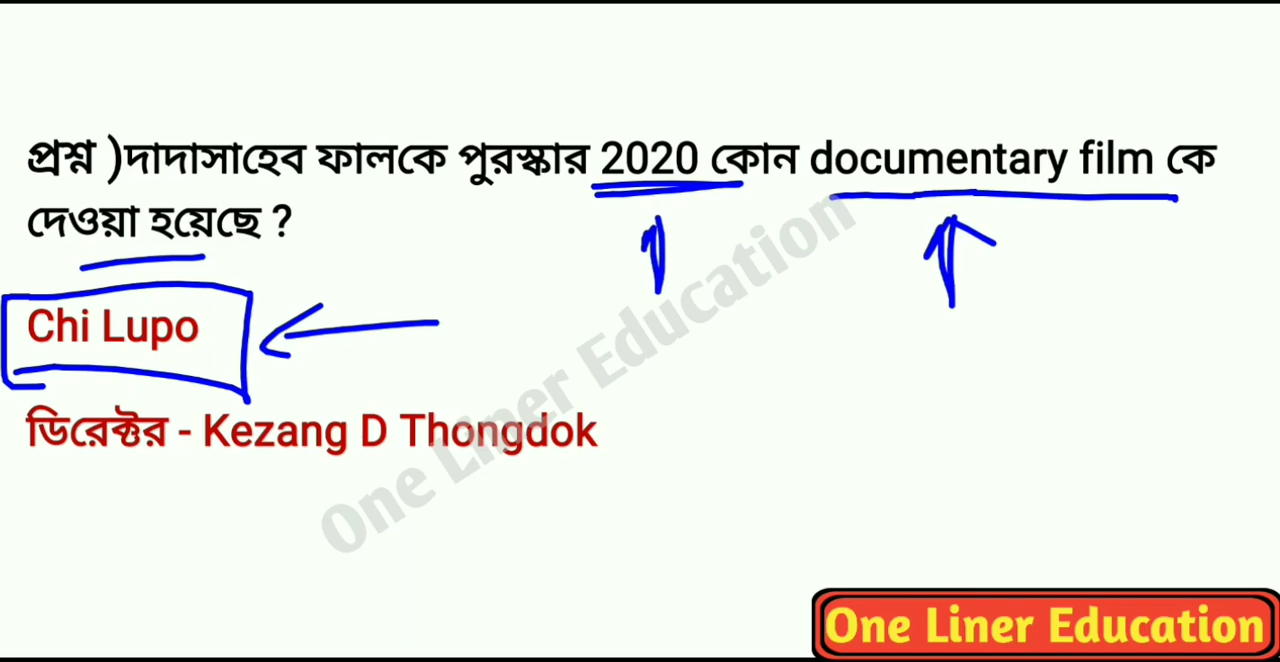 প্রশ্ন )দাদাসাহেব ফালকে পুরস্কার 2020 কোন documentary film কে
দেওয়া হয়েছে ?
Chi Lupo
ডিরেক্টর - Kezang D Thongdok
One Liner Education
One Liner Education